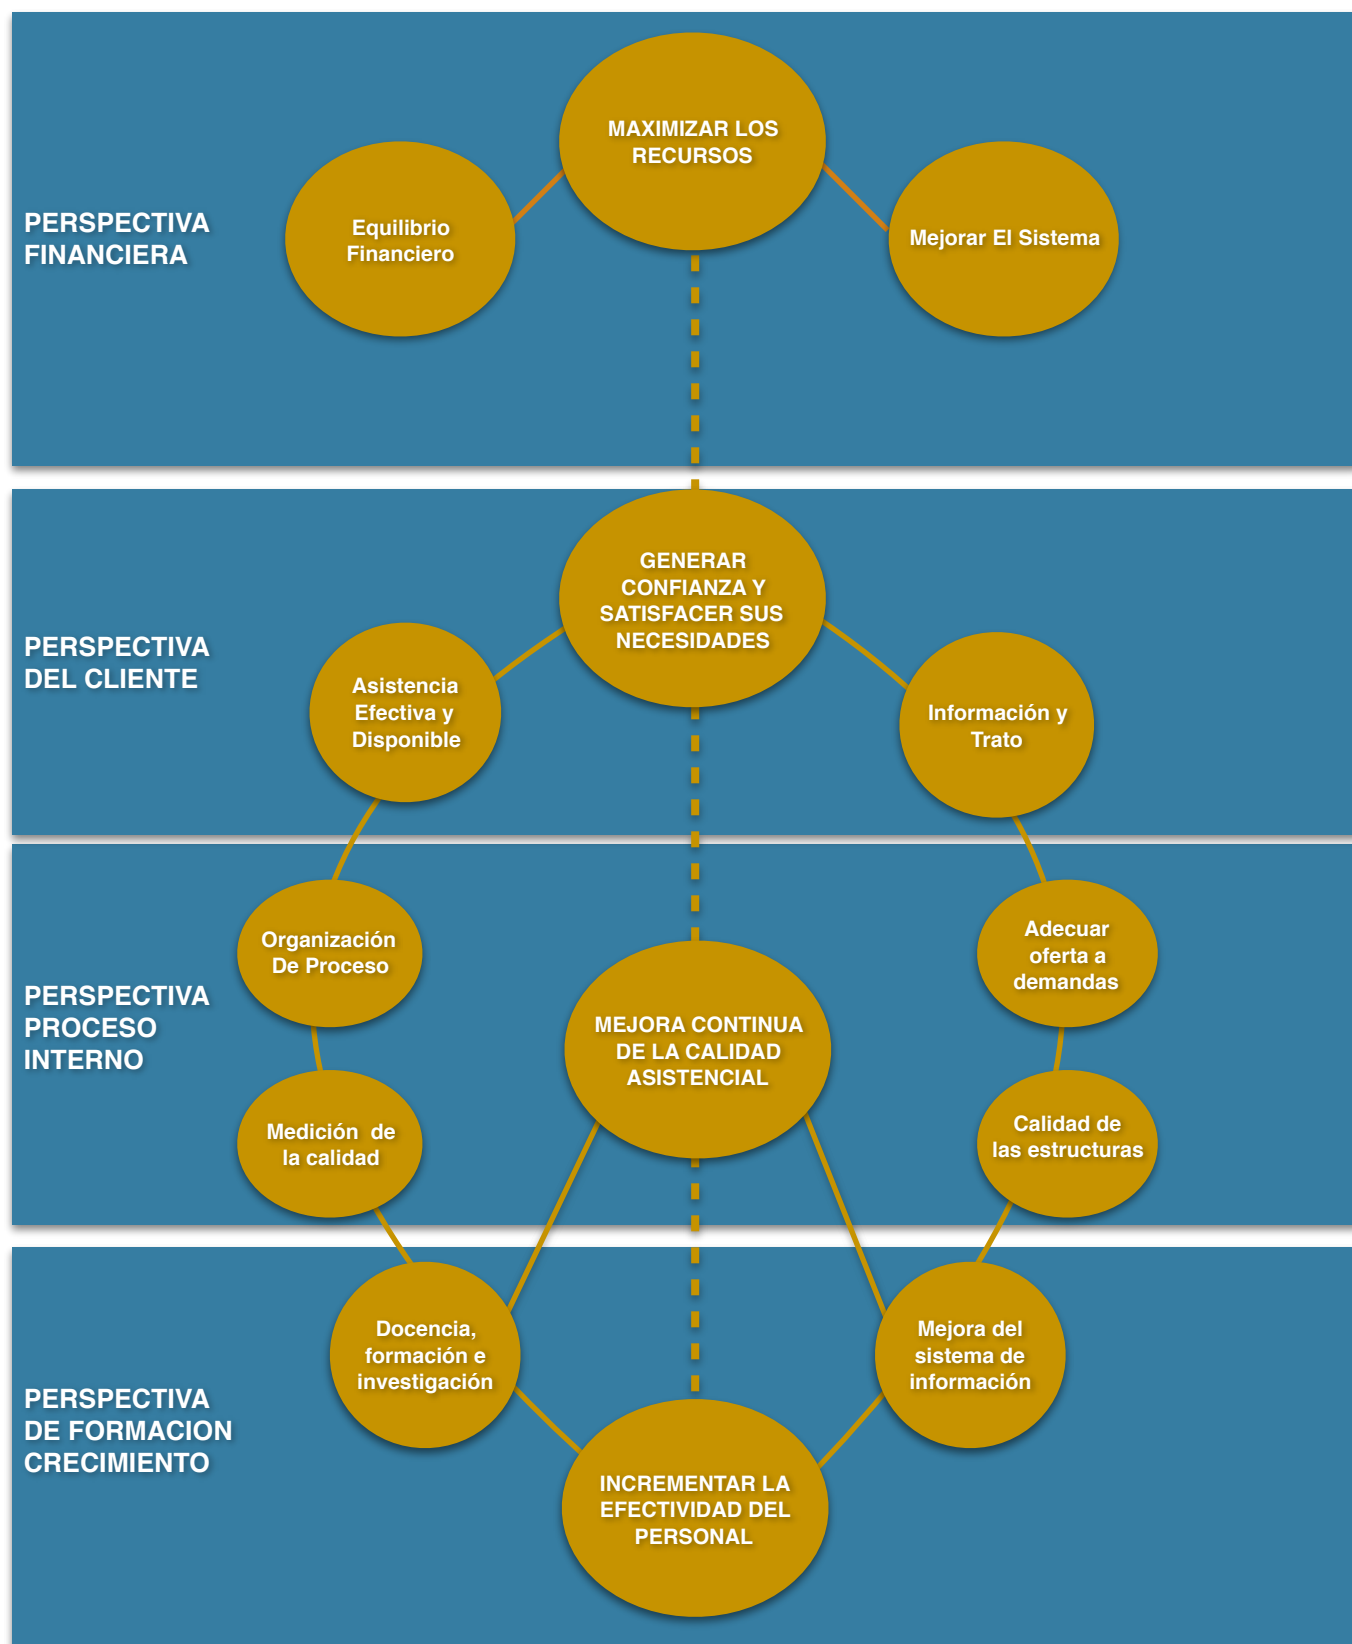 MAXIMIZAR LOS
RECURSOS
PERSPECTIVA
FINANCIERA
Equilibrio
Financiero
Mejorar El Sistema
GENERAR
CONFIANZA Y
SATISFACER SUS
NECESIDADES
PERSPECTIVA
DEL CLIENTE
Asistencia
Efectiva y
Disponible
Información y
Trato
PERSPECTIVA
PROCESO
INTERNO
Organización
De Proceso
Adecuar
oferta a
demandas
MEJORA CONTINUA
DE LA CALIDAD
ASISTENCIAL
Medición de
la calidad
Calidad de
las estructuras
PERSPECTIVA
DE FORMACION
CRECIMIENTO
Docencia,
formación e
investigación
Mejora del
sistema de
información
INCREMENTAR LA
EFECTIVIDAD DEL
PERSONAL